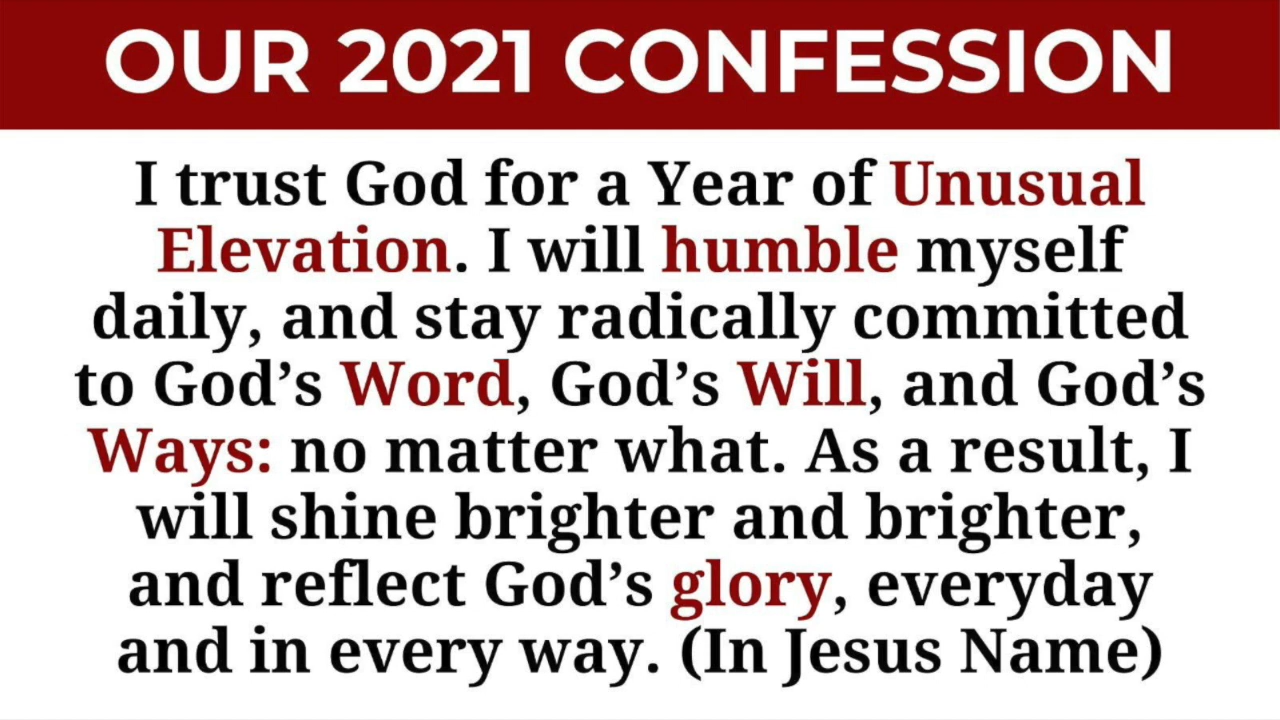 OUR 2021 CONFESSION
I trust God for a Year of Unusual
Elevation. I will humble myself
daily, and stay radically committed
to God’s Word, God’s Will, and God’s
Ways: no matter what. As a result, I
will shine brighter and brighter,
and reflect God’s glory, everyday
and in every way. (In Jesus Name)